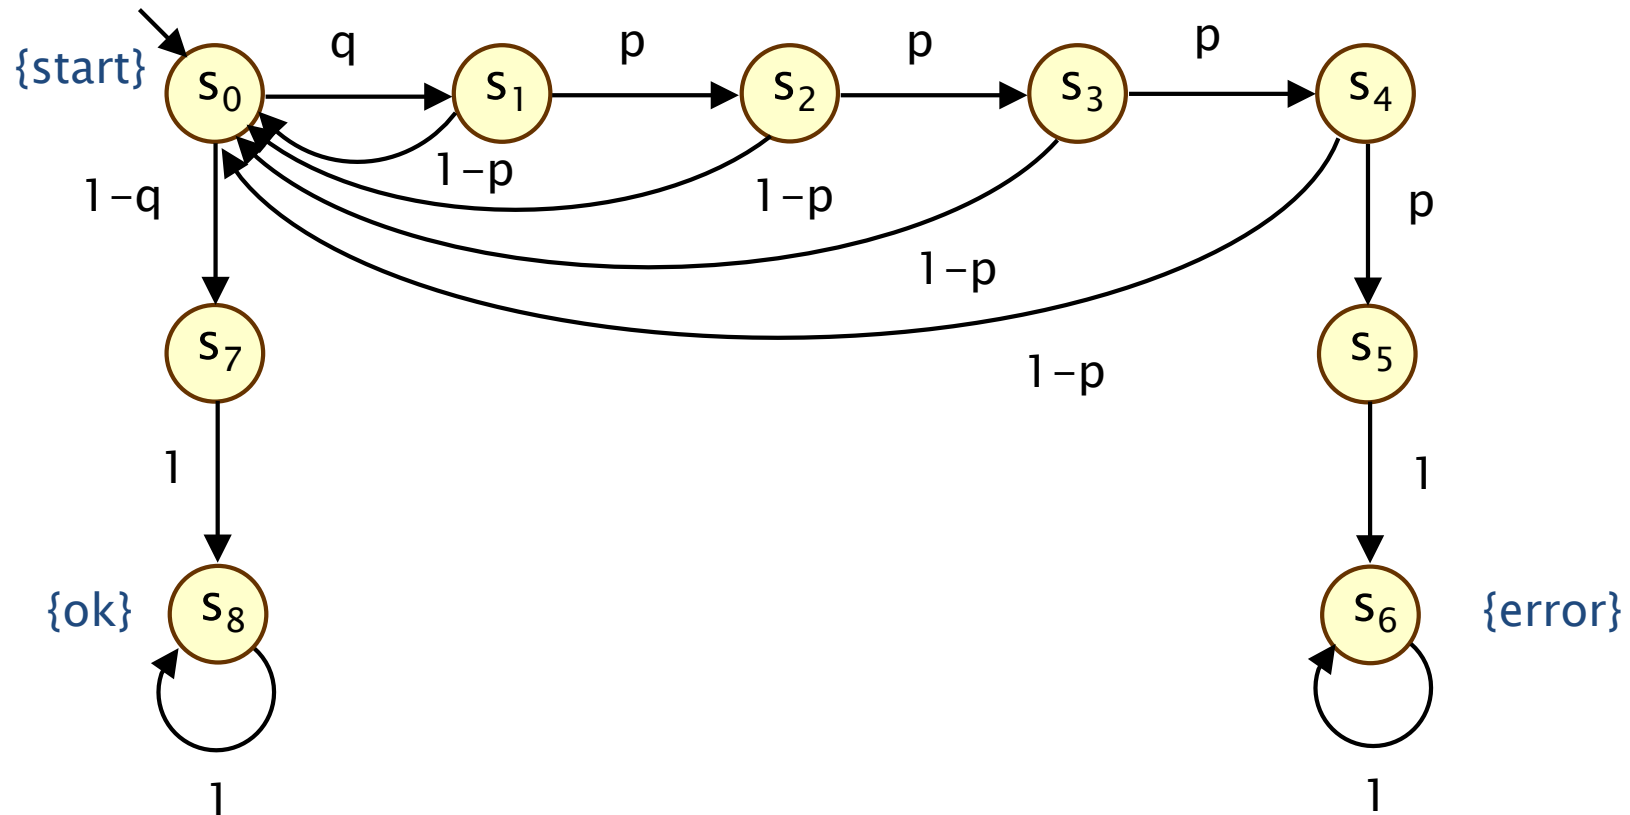 q p p p
{start} s0 s1 s2 s3 s4
1-p
1-q 1-p p
1-p
s7 s5
1-p
1 1
{ok} s8 s6 {error}
1 1